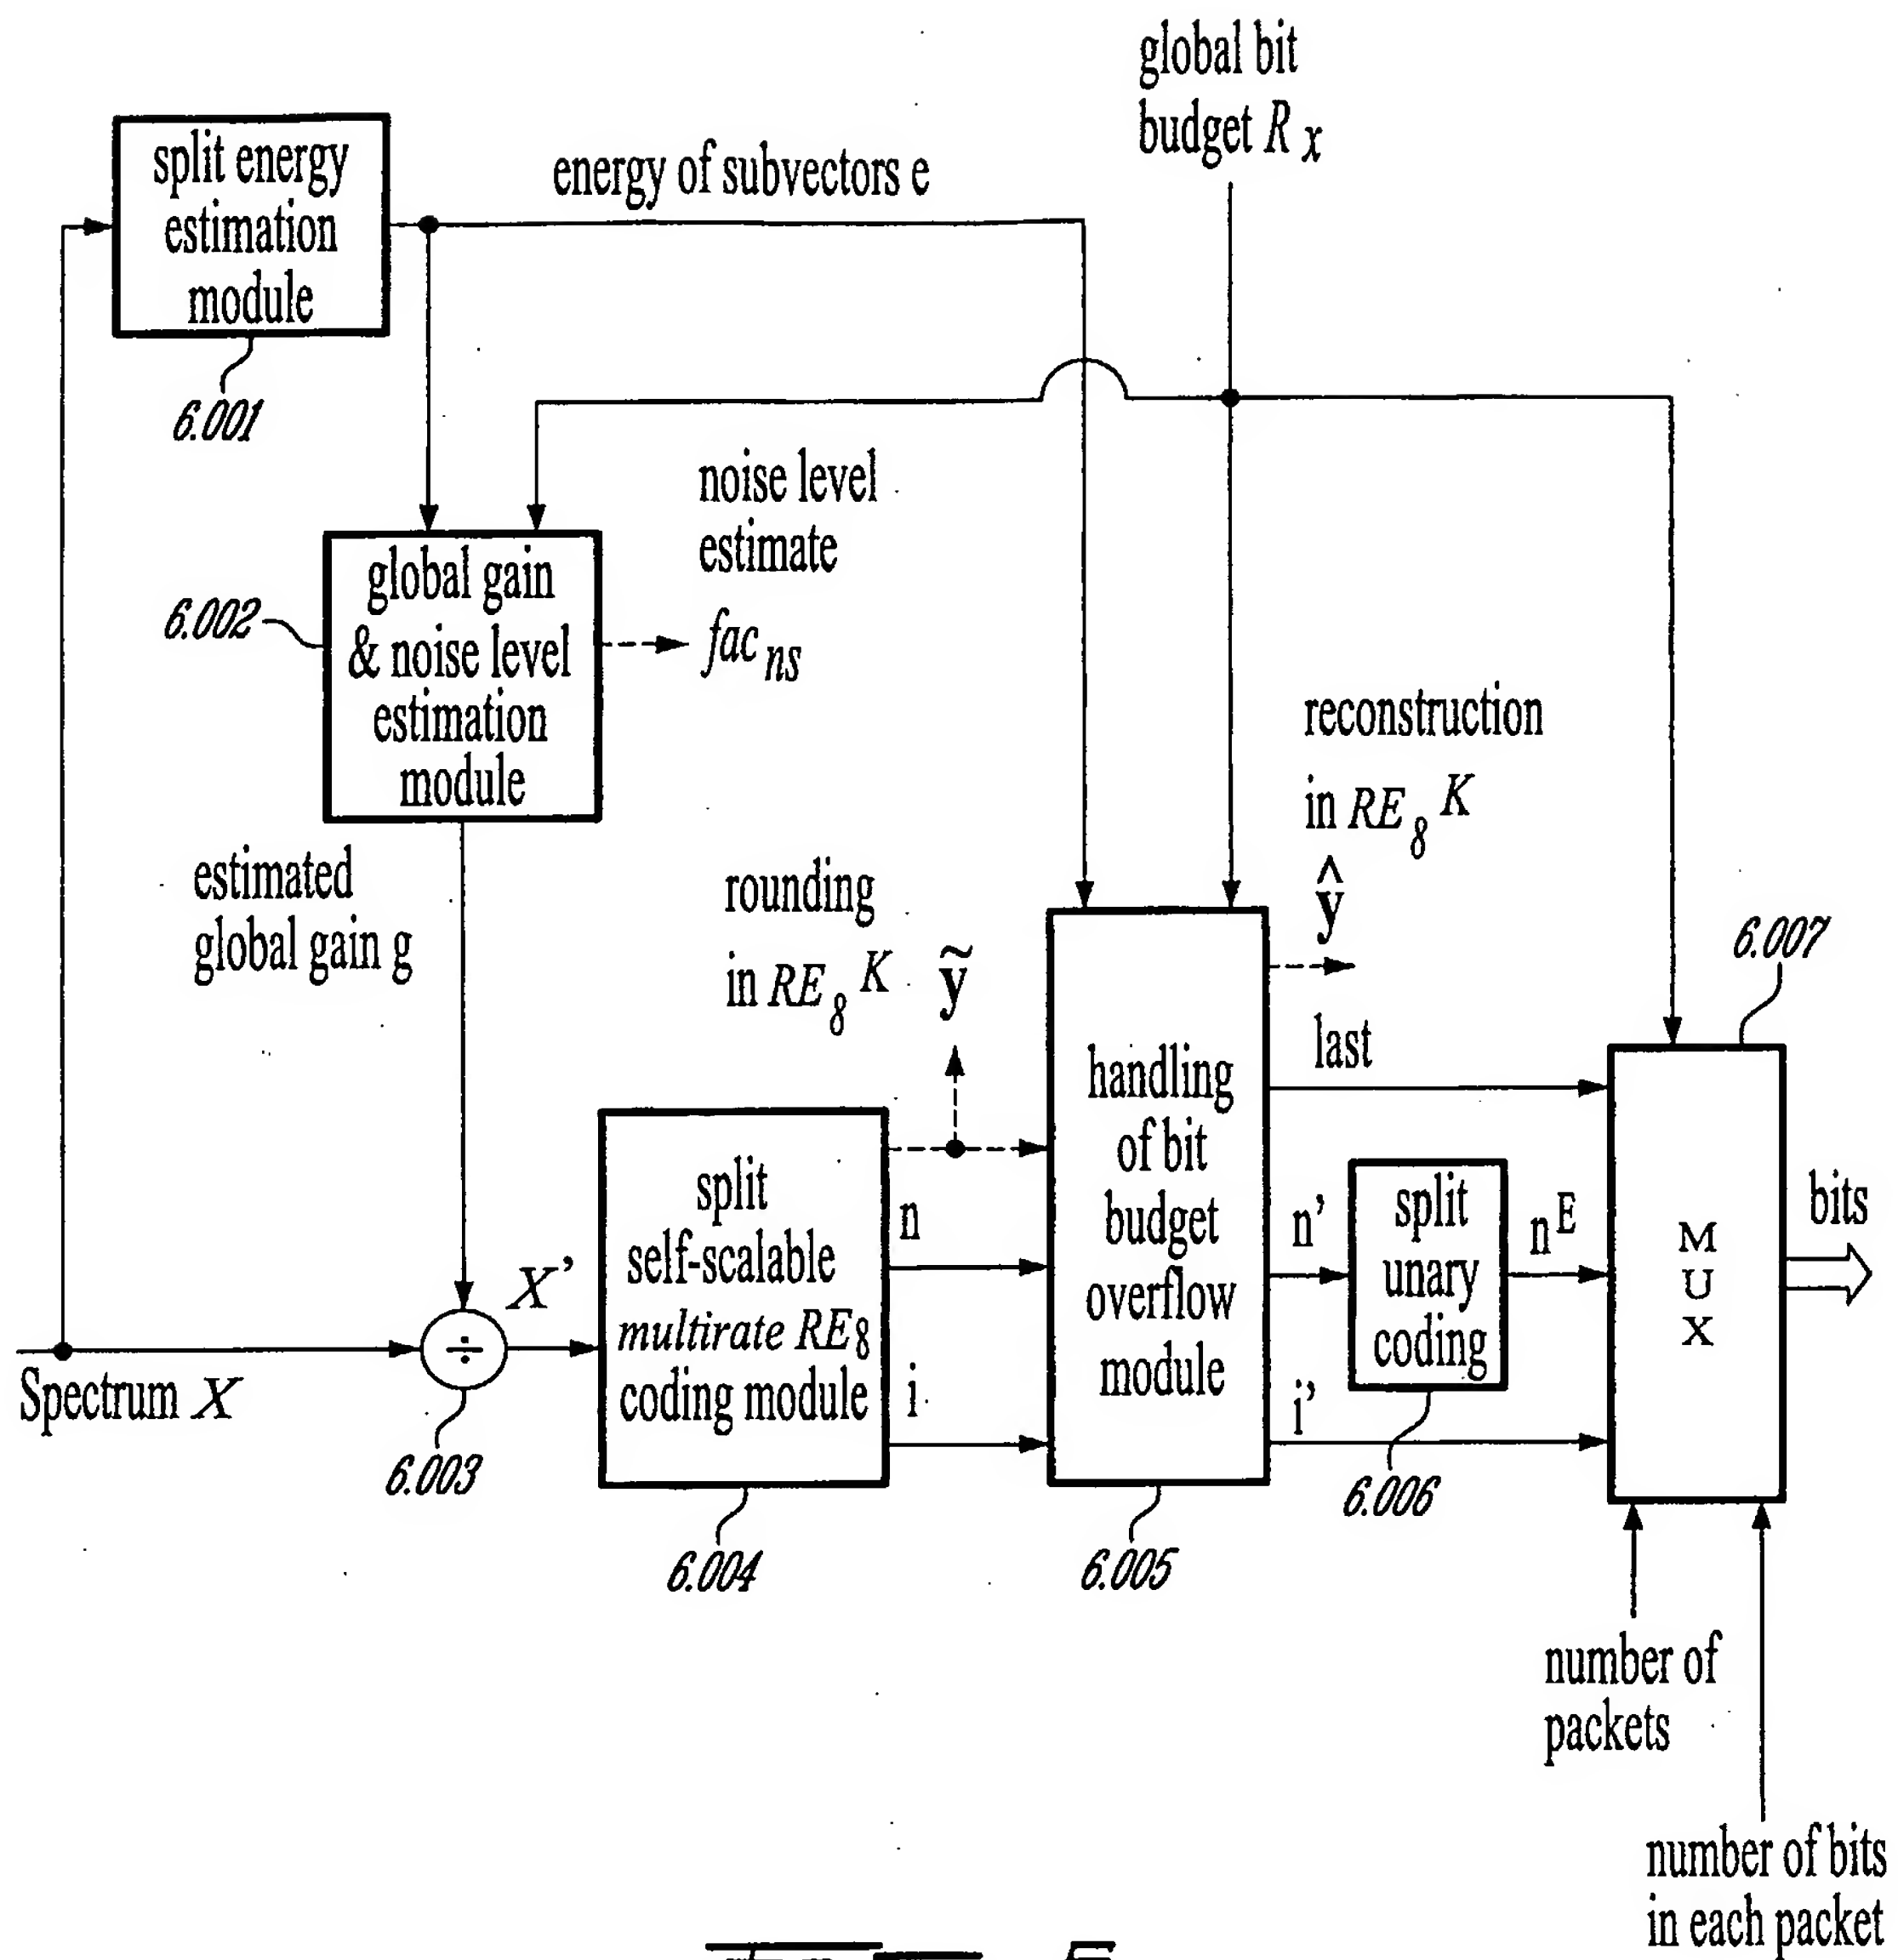 global bit
budget R x
split energy
estimation
module
energy of subvectors e
6.001
noise level
estimate
fac ns
global gain
& noise level
estimation
module
6.002
estimated
global gain g
reconstruction
in RE 8 K
ŷ
rounding
in RE 8 K
ỹ
6.007
last
handling
of bit
budget
overflow
module
split
self-scalable
multirate RE8
coding module
n
i
n'
split
unary
coding
nE
i'
M
U
X
bits
X'
÷
Spectrum X
6.003
6.004
6.005
6.006
number of
packets
number of bits
in each packet